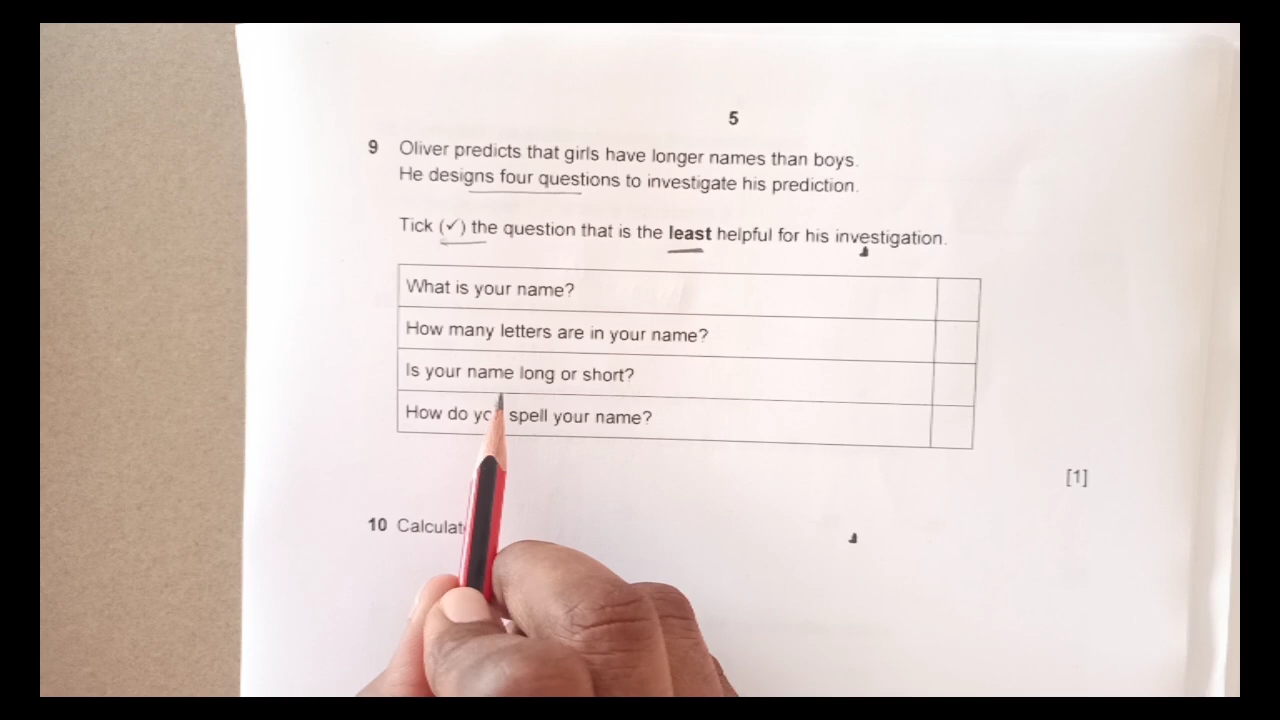 5
9 Oliver predicts that girls have longer names than boys.
He designs four questions to investigate his prediction.
Tick (✓) the question that is the least helpful for his investigation.
What is your name?
How many letters are in your name?
Is your name long or short?
How do you spell your name?
[1]
10